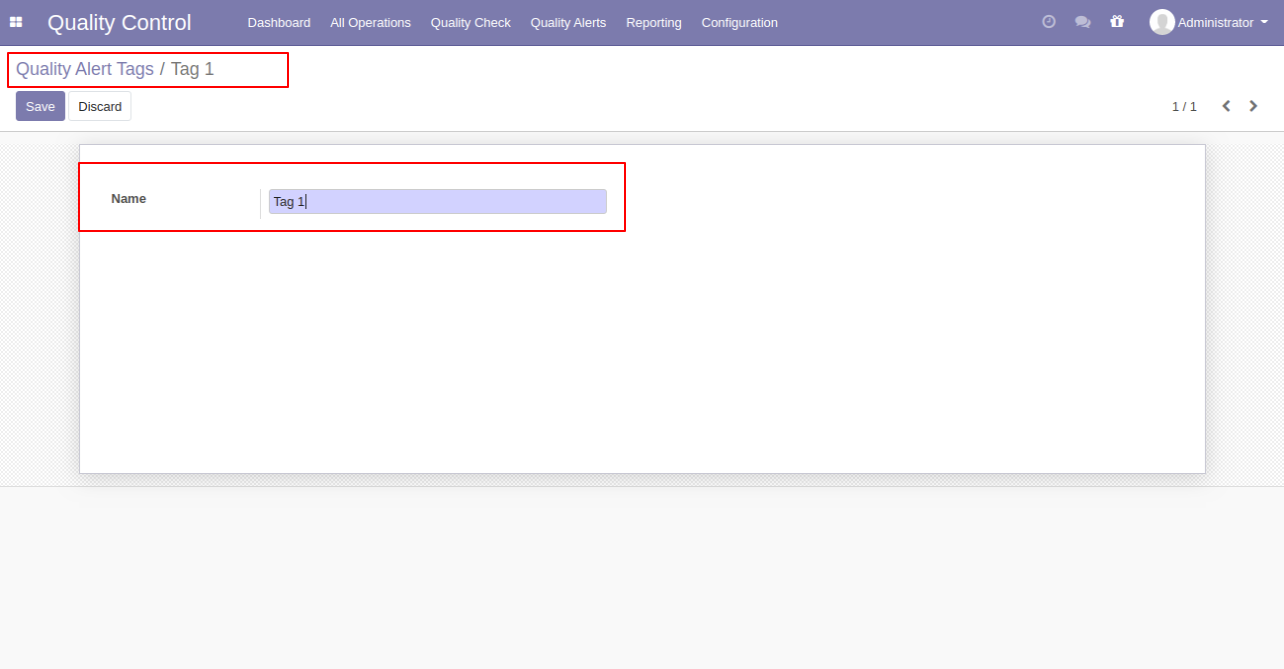 Quality Control Dashboard All Operations Quality Check Quality Alerts Reporting Configuration Administrator
Quality Alert Tags / Tag 1
Save Discard 1 / 1
Name Tag 1